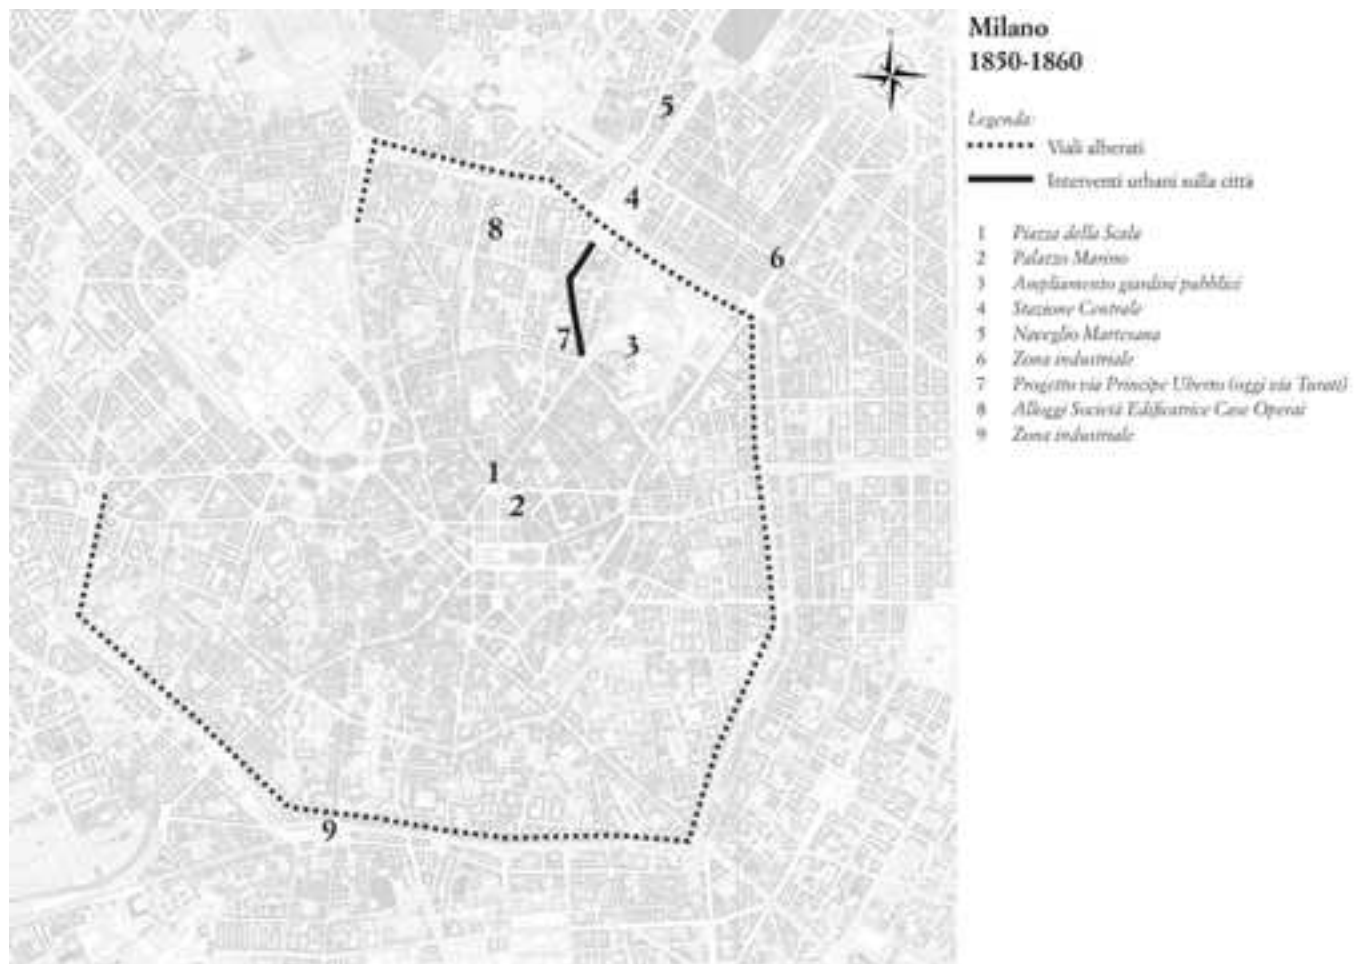 Milano
1850-1860
Legenda
Viali alberati
Interventi urbani sulla città
1 Piazza della Scala
2 Palazzo Marino
3 Ampliamento giardini pubblici
4 Stazione Centrale
5 Naviglio Martesana
6 Zona industriale
7 Progetto via Principe Uberto (oggi via Turati)
8 Alloggi Società Edificatrice Case Operai
9 Zona industriale
5
4
8
6
7
3
1
2
9